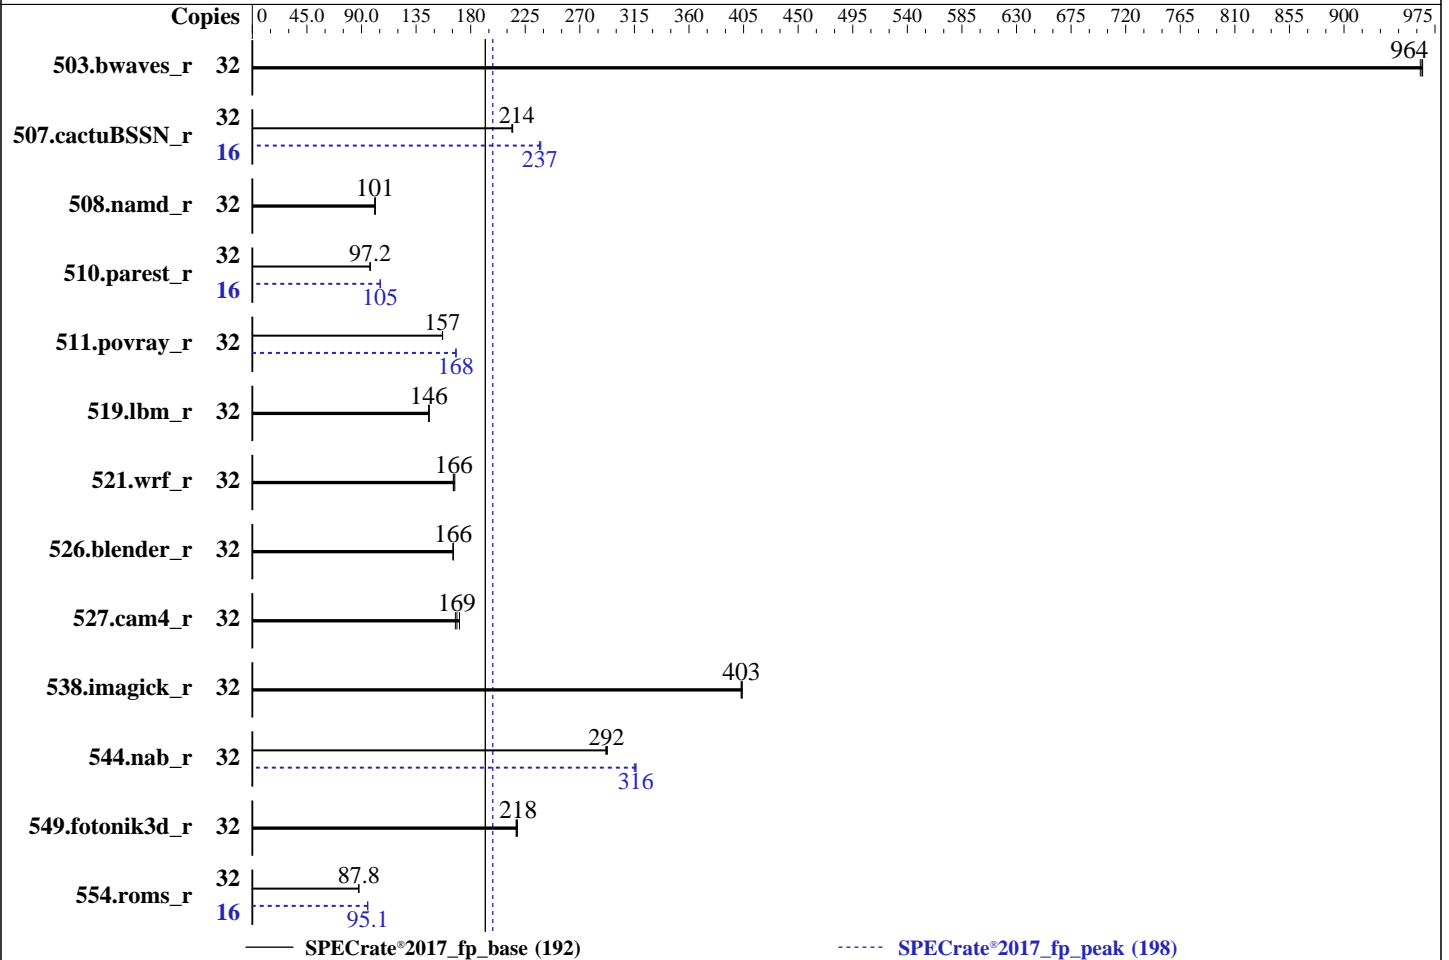 Copies 0 45.0 90.0 135 180 225 270 315 360 405 450 495 540 585 630 675 720 765 810 855 900 975
503.bwaves_r 32 964
507.cactuBSSN_r 32 214
16 237
508.namd_r 32 101
510.parest_r 32 97.2
16 105
511.povray_r 32 157
168
519.lbm_r 32 146
521.wrf_r 32 166
526.blender_r 32 166
527.cam4_r 32 169
538.imagick_r 32 403
544.nab_r 32 292
316
549.fotonik3d_r 32 218
554.roms_r 32 87.8
16 95.1
SPECrate®2017_fp_base (192) SPECrate®2017_fp_peak (198)